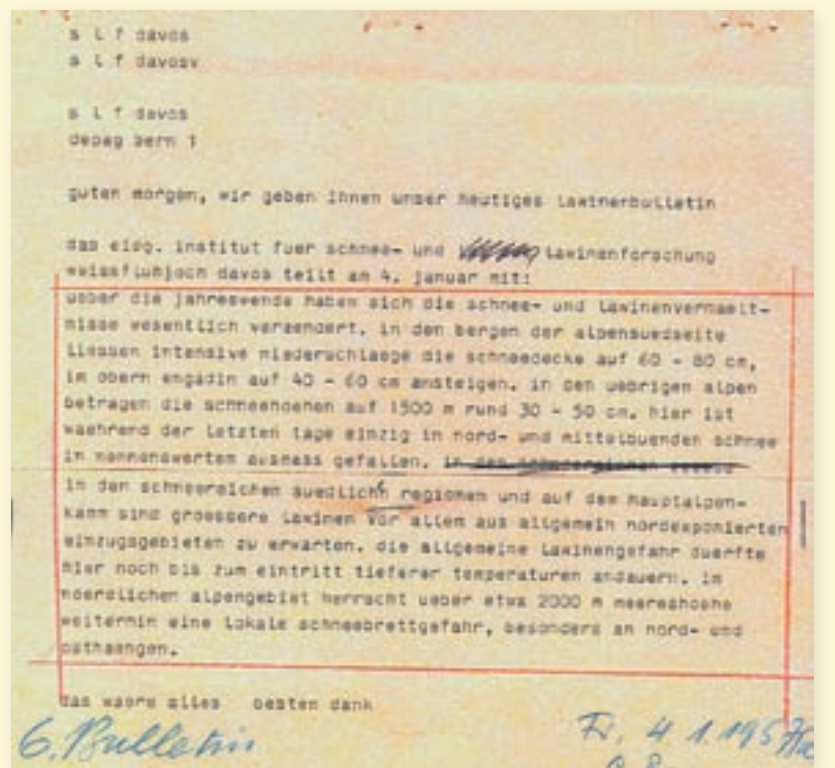 s l f davos
s l f davosv
s l f davos
depag bern 1
guten morgen, wir geben ihnen unser heutiges lawinenbulletin
das eidg. institut fuer schnee- und lawinenforschung
weissfluhjoch davos teilt am 4. januar mit:
ueber die jahreswende haben sich die schnee- und lawinenverhaelt-
nisse wesentlich veraendert. in den bergen der alpensuedseite
liessen intensive niederschlaege die schneedecke auf 60 - 80 cm,
im obern engadin auf 40 - 60 cm ansteigen. in den uebrigen alpen
betragen die schneehoehen auf 1500 m rund 30 - 50 cm. hier ist
waehrend der letzten tage einzig in nord- und mittelbuenden schnee
in nennenswertem ausmass gefallen. in den
in den schneereichen suedlichen regionen und auf dem hauptalpen-
kamm sind groessere lawinen vor allem aus allgemein nordexponierten
einzugsgebieten zu erwarten. die allgemeine lawinengefahr duerfte
hier noch bis zum eintritt tieferer temperaturen andauern. im
noerdlichen alpengebiet herrscht ueber etwa 2000 m meereshoehe
weiterhin eine lokale schneebrettgefahr, besonders an nord- und
osthaengen.
das waere alles besten dank
6. Bulletin
Fr. 4 1. 1957